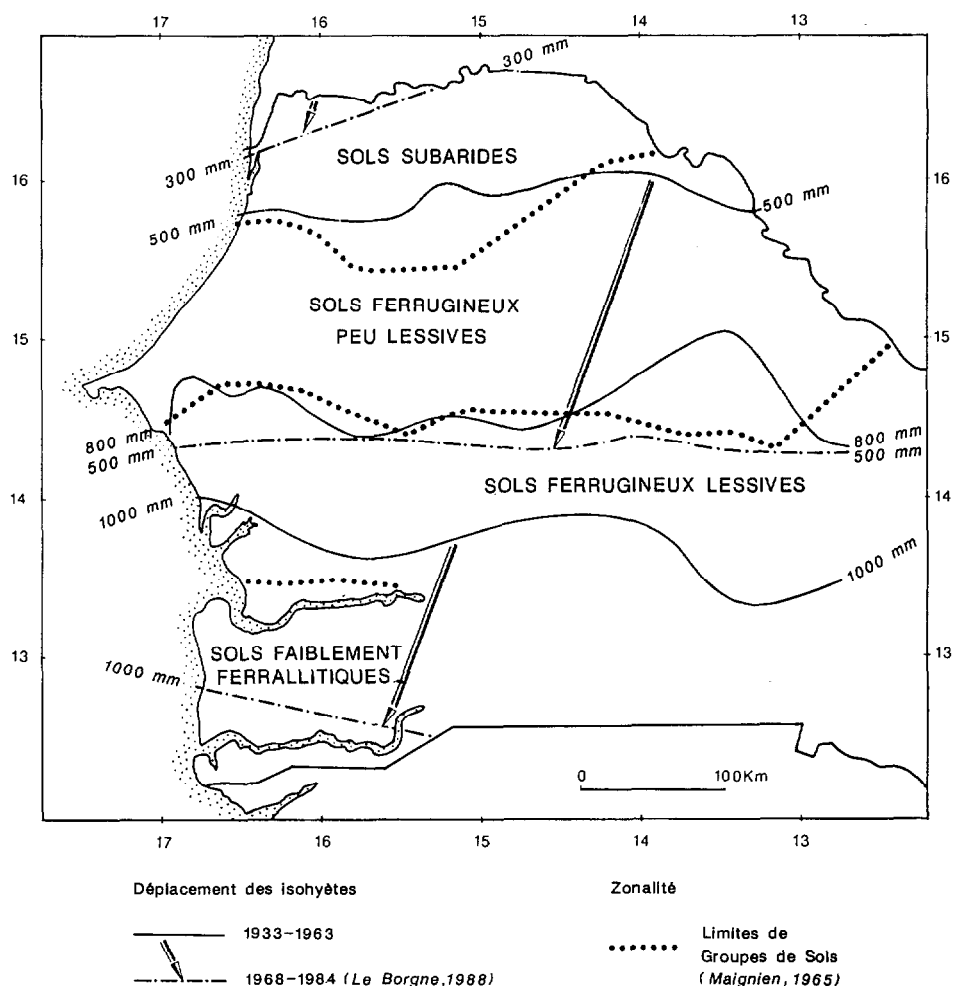 17 16 15 14 13
300 mm
SOLS SUBARIDES
16
300 mm
16
500 mm
500 mm
SOLS FERRUGINEUX
PEU LESSIVES
15
15
800 mm
800 mm
500 mm
500 mm
SOLS FERRUGINEUX LESSIVES
14
14
1000 mm
1000 mm
SOLS FAIBLEMENT
FERRALLITIQUES
13
13
1000 mm
0 100Km
17 16 15 14 13
Déplacement des isohyètes
Zonalité
1933-1963
1968-1984 (Le Borgne, 1988)
Limites de
Groupes de Sols
(Maignien, 1965)